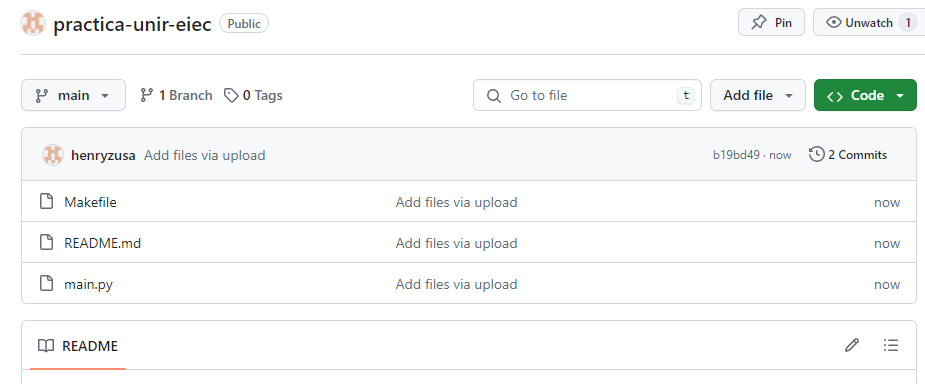 practica-unir-eiec Public Pin Unwatch 1
main 1 Branch 0 Tags Go to file t Add file Code
henryzusa Add files via upload b19bd49 · now 2 Commits
Makefile Add files via upload now
README.md Add files via upload now
main.py Add files via upload now
README